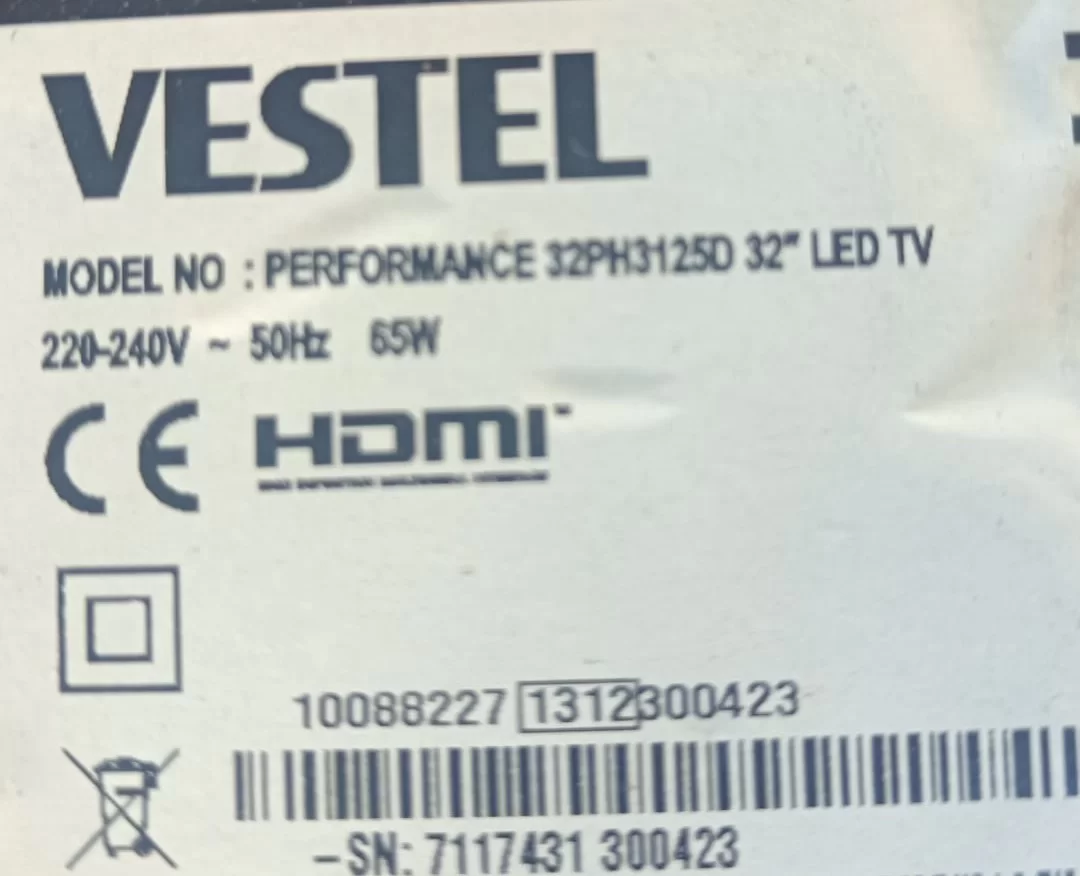 VESTEL
MODEL NO : PERFORMANCE 32PH3125D 32" LED TV
220-240V ~ 50Hz 65W
CE HDMI
10088227 1312300423
-SN: 7117431 300423